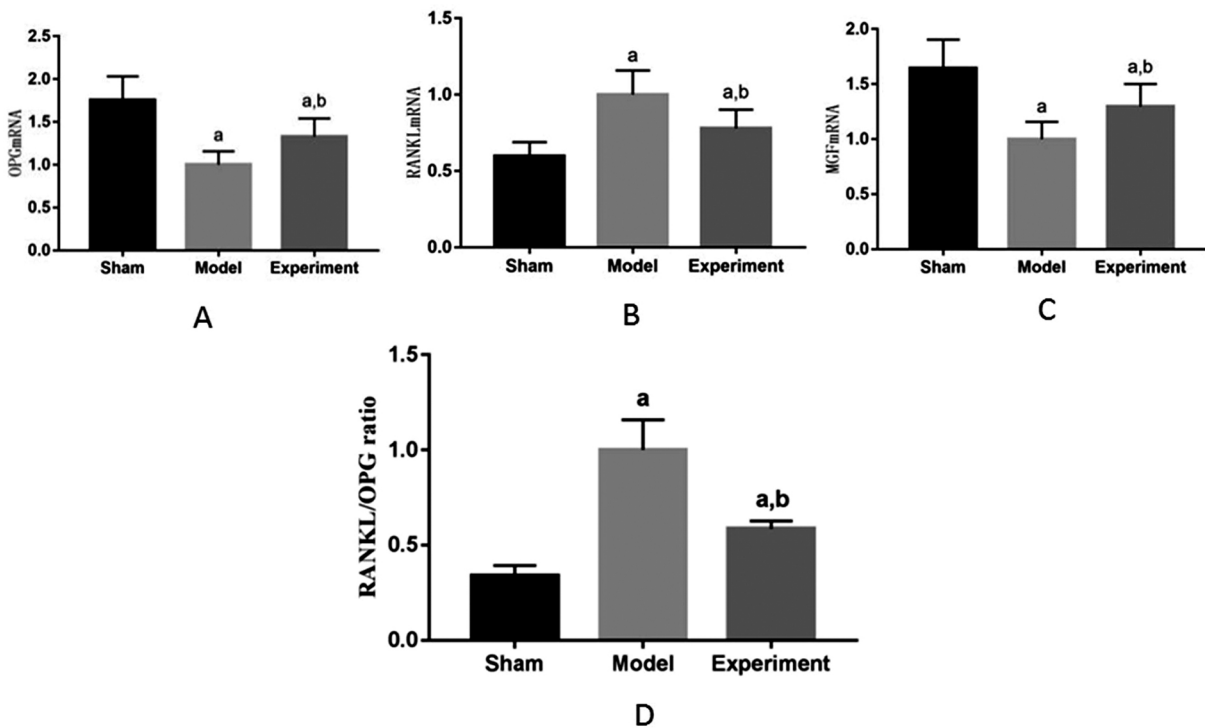 OPGmRNA
2.5
2.0
1.5
1.0
0.5
0.0
a
a,b
Sham Model Experiment
A
RANKLmRNA
1.5
1.0
0.5
0.0
a
a,b
Sham Model Experiment
B
MGFmRNA
2.0
1.5
1.0
0.5
0.0
a
a,b
Sham Model Experiment
C
RANKL/OPG ratio
1.5
1.0
0.5
0.0
a
a,b
Sham Model Experiment
D